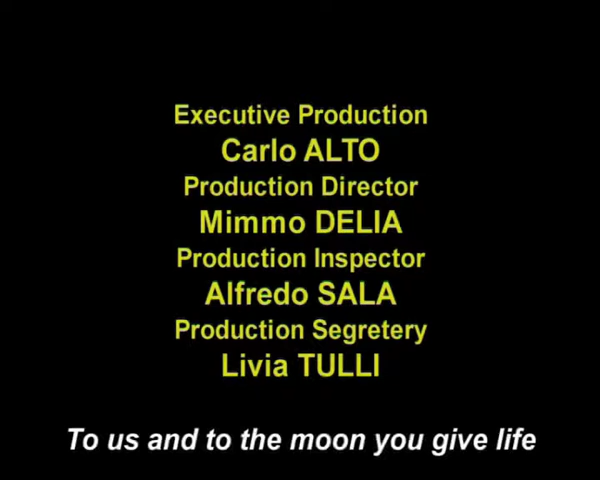 Executive Production
Carlo ALTO
Production Director
Mimmo DELIA
Production Inspector
Alfredo SALA
Production Segretery
Livia TULLI
To us and to the moon you give life